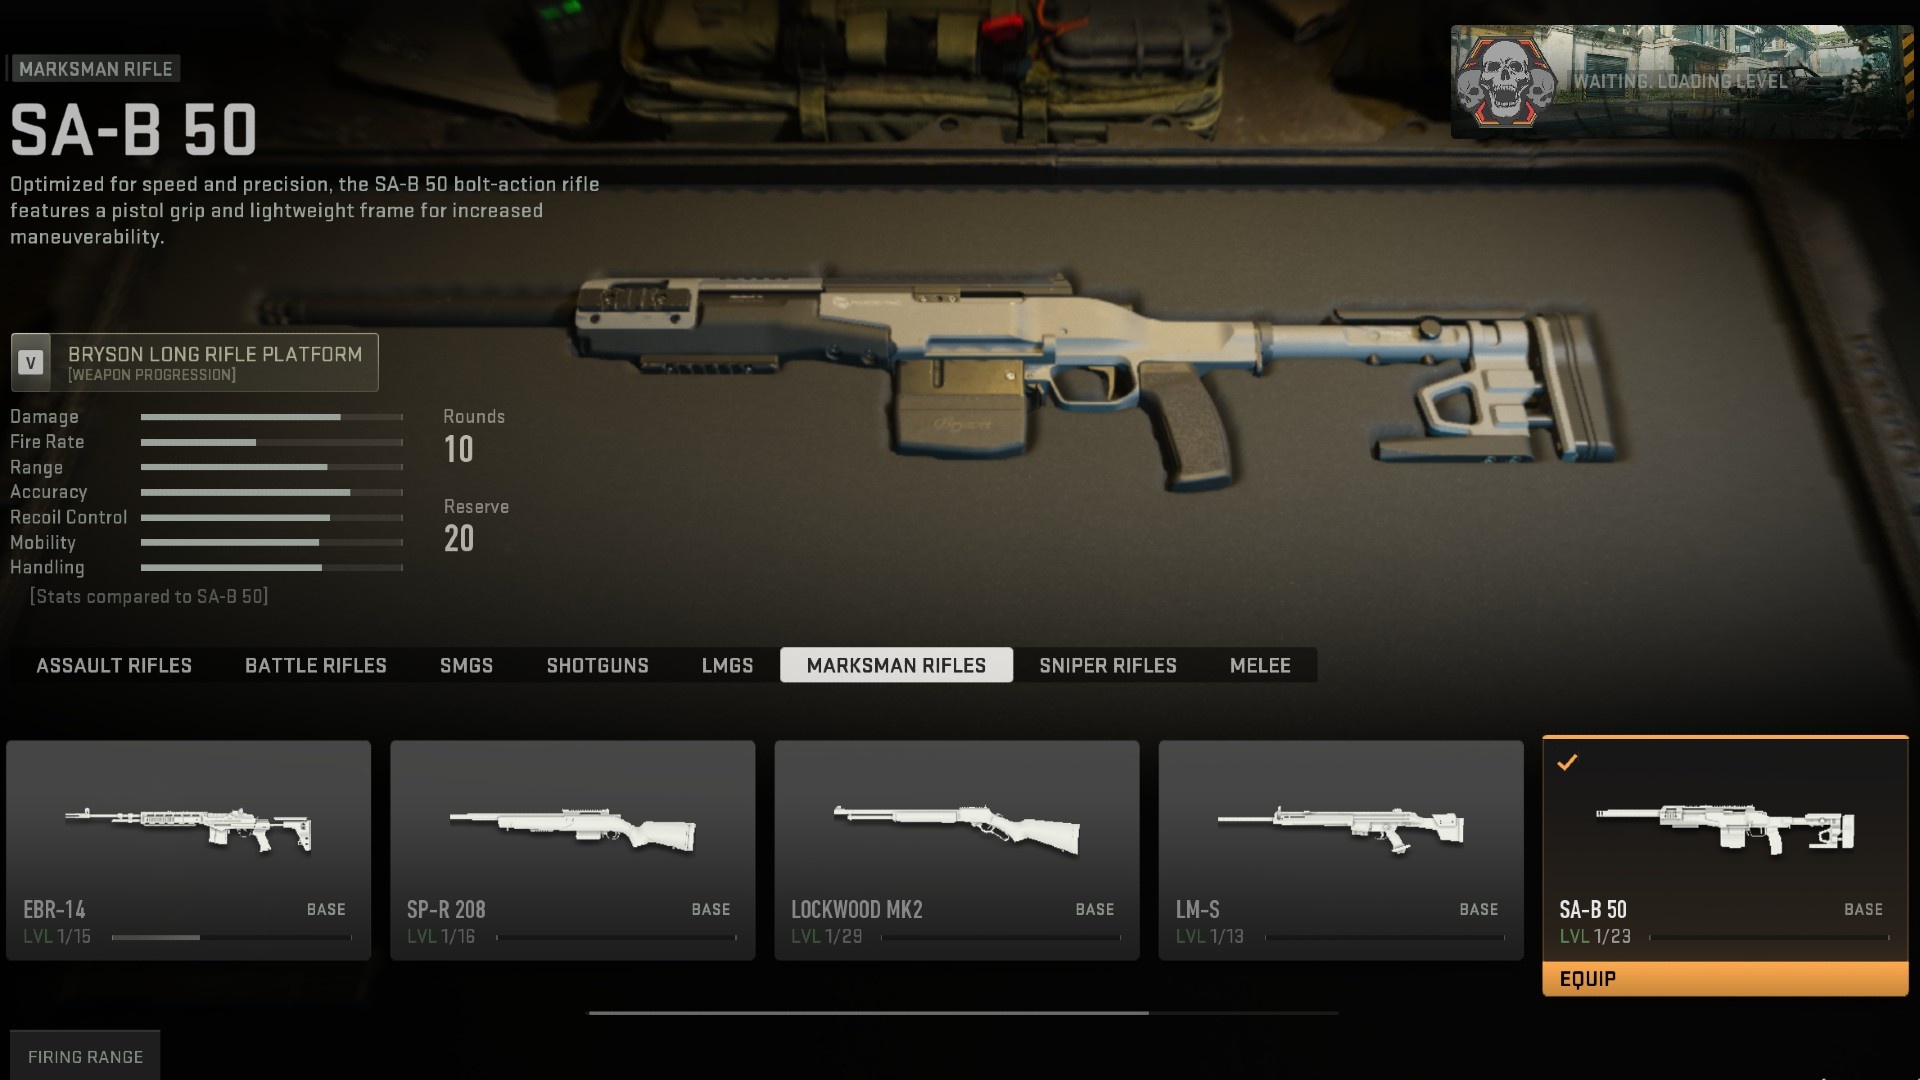 MARKSMAN RIFLE
SA-B 50
Optimized for speed and precision, the SA-B 50 bolt-action rifle
features a pistol grip and lightweight frame for increased
maneuverability.
WAITING. LOADING LEVEL
V
BRYSON LONG RIFLE PLATFORM
[WEAPON PROGRESSION]
Damage
Fire Rate
Range
Accuracy
Recoil Control
Mobility
Handling
[Stats compared to SA-B 50]
Rounds
10
Reserve
20
Bryson
ASSAULT RIFLES BATTLE RIFLES SMGS SHOTGUNS LMGS MARKSMAN RIFLES SNIPER RIFLES MELEE
EBR-14 BASE
LVL 1/15
SP-R 208 BASE
LVL 1/16
LOCKWOOD MK2 BASE
LVL 1/29
LM-S BASE
LVL 1/13
SA-B 50 BASE
LVL 1/23
EQUIP
FIRING RANGE